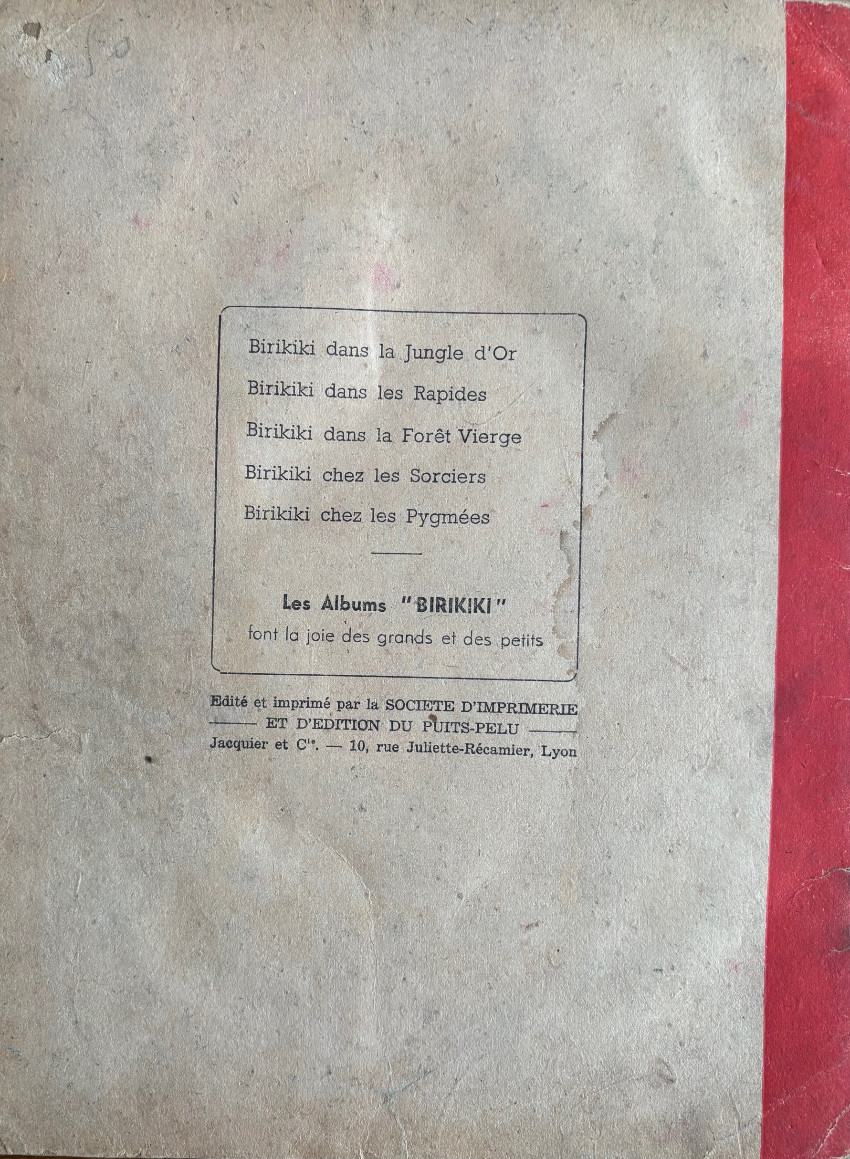 Birikiki dans la Jungle d'Or
Birikiki dans les Rapides
Birikiki dans la Forêt Vierge
Birikiki chez les Sorciers
Birikiki chez les Pygmées
Les Albums "BIRIKIKI"
font la joie des grands et des petits
Edité et imprimé par la SOCIETE D'IMPRIMERIE
ET D'EDITION DU PUITS-PELU
Jacquier et Cie. — 10, rue Juliette-Récamier, Lyon